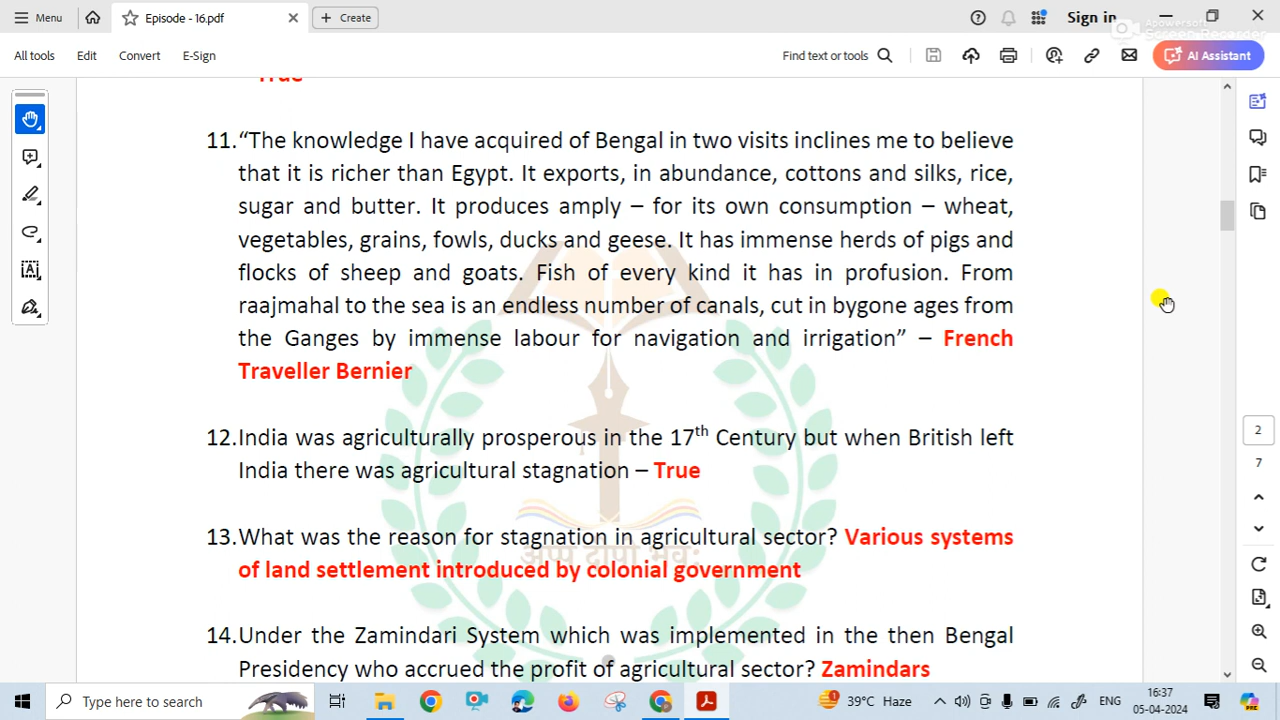 Menu
Episode - 16.pdf
Create
Sign in
Apowersoft
Screen Recorder
All tools
Edit
Convert
E-Sign
Find text or tools
AI Assistant
True
11. “The knowledge I have acquired of Bengal in two visits inclines me to believe
that it is richer than Egypt. It exports, in abundance, cottons and silks, rice,
sugar and butter. It produces amply – for its own consumption – wheat,
vegetables, grains, fowls, ducks and geese. It has immense herds of pigs and
flocks of sheep and goats. Fish of every kind it has in profusion. From
raajmahal to the sea is an endless number of canals, cut in bygone ages from
the Ganges by immense labour for navigation and irrigation” – French
Traveller Bernier
12. India was agriculturally prosperous in the 17th Century but when British left
India there was agricultural stagnation – True
13. What was the reason for stagnation in agricultural sector? Various systems
of land settlement introduced by colonial government
अप्प दीपो भव:
14. Under the Zamindari System which was implemented in the then Bengal
Presidency who accrued the profit of agricultural sector? Zamindars
2
7
Type here to search
39°C Haze
ENG
16:37
05-04-2024
PRE